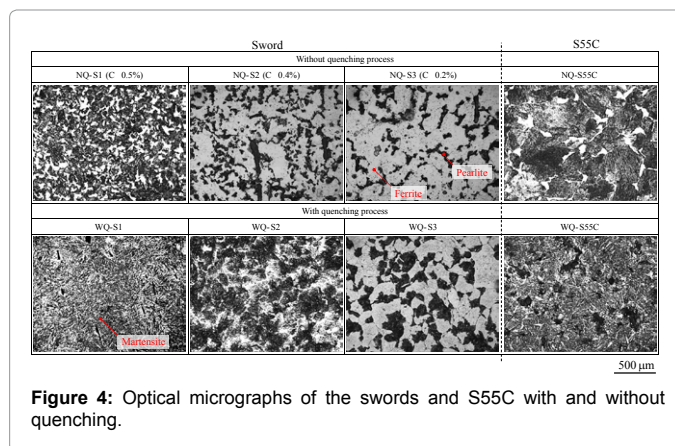 Sword S55C
Without quenching process
NQ-S1 (C 0.5%) NQ-S2 (C 0.4%) NQ-S3 (C 0.2%) NQ-S55C
Pearlite
Ferrite
With quenching process
WQ-S1 WQ-S2 WQ-S3 WQ-S55C
Martensite
500 μm
Figure 4: Optical micrographs of the swords and S55C with and without
quenching.